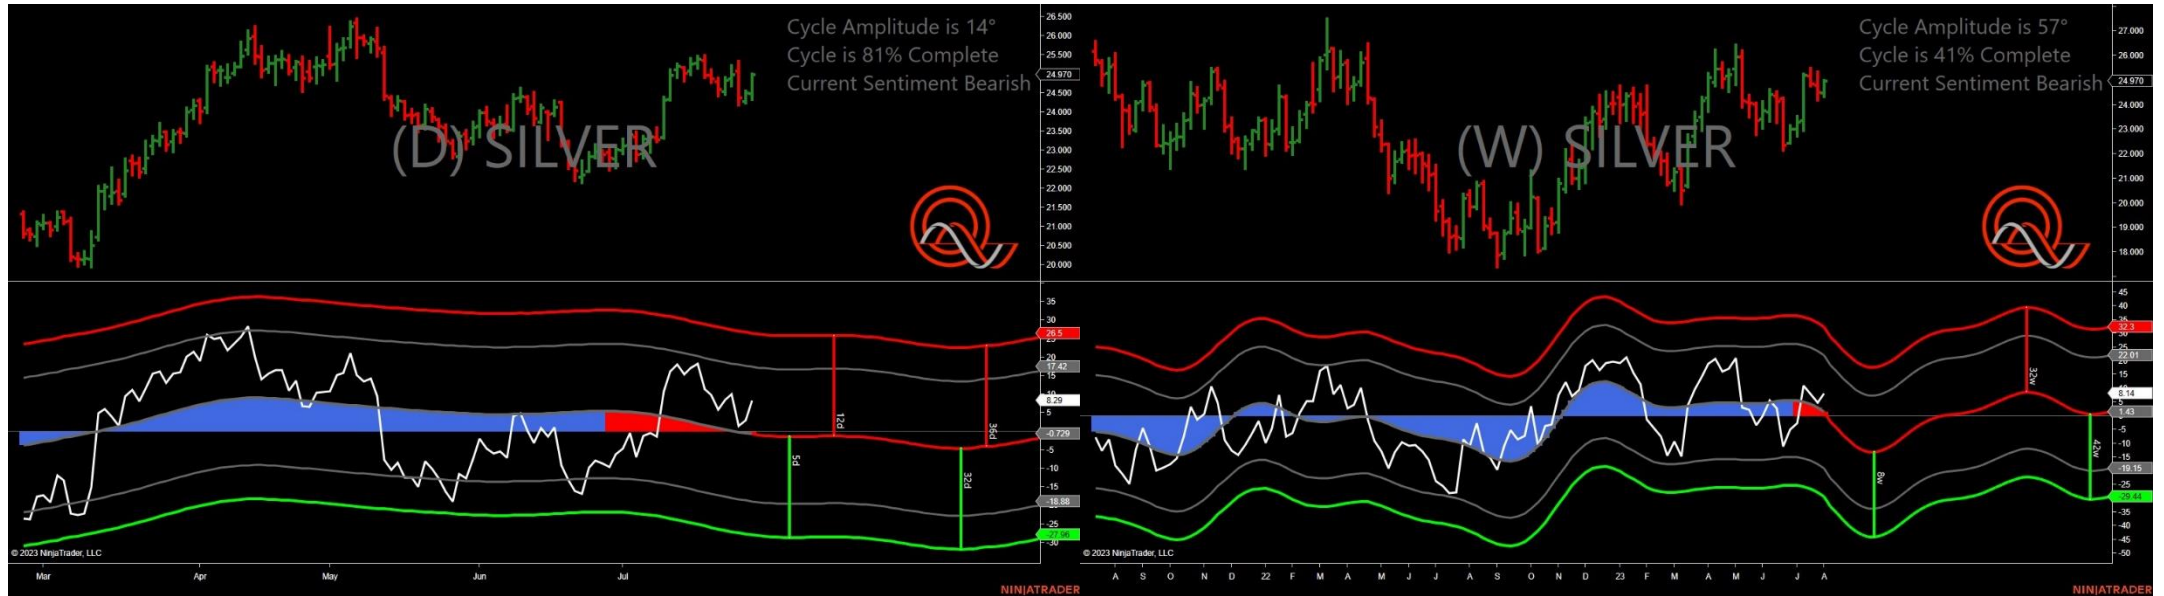 Cycle Amplitude is 14°
Cycle is 81% Complete
Current Sentiment Bearish
(D) SILVER
26.500
26.000
25.500
24.970
24.500
24.000
23.500
23.000
22.500
22.000
21.500
21.000
20.500
20.000
35
30
26.5
25
17.42
15
8.29
5
-0.729
-5
-10
-15
-18.88
-25
-27.96
-30
5d
12d
32d
36d
© 2023 NinjaTrader, LLC
Mar Apr May Jun Jul
NINJATRADER
Cycle Amplitude is 57°
Cycle is 41% Complete
Current Sentiment Bearish
(W) SILVER
27.000
26.000
24.970
24.000
23.000
22.000
21.000
20.000
19.000
18.000
45
40
35
32.3
30
22.01
20
15
8.14
5
1.43
-5
-10
-15
-19.15
-25
-29.44
-35
-40
-45
-50
8w
32w
42w
© 2023 NinjaTrader, LLC
A S O N D 22 F M A M J J A S O N D 23 F M A M J J A
NINJATRADER